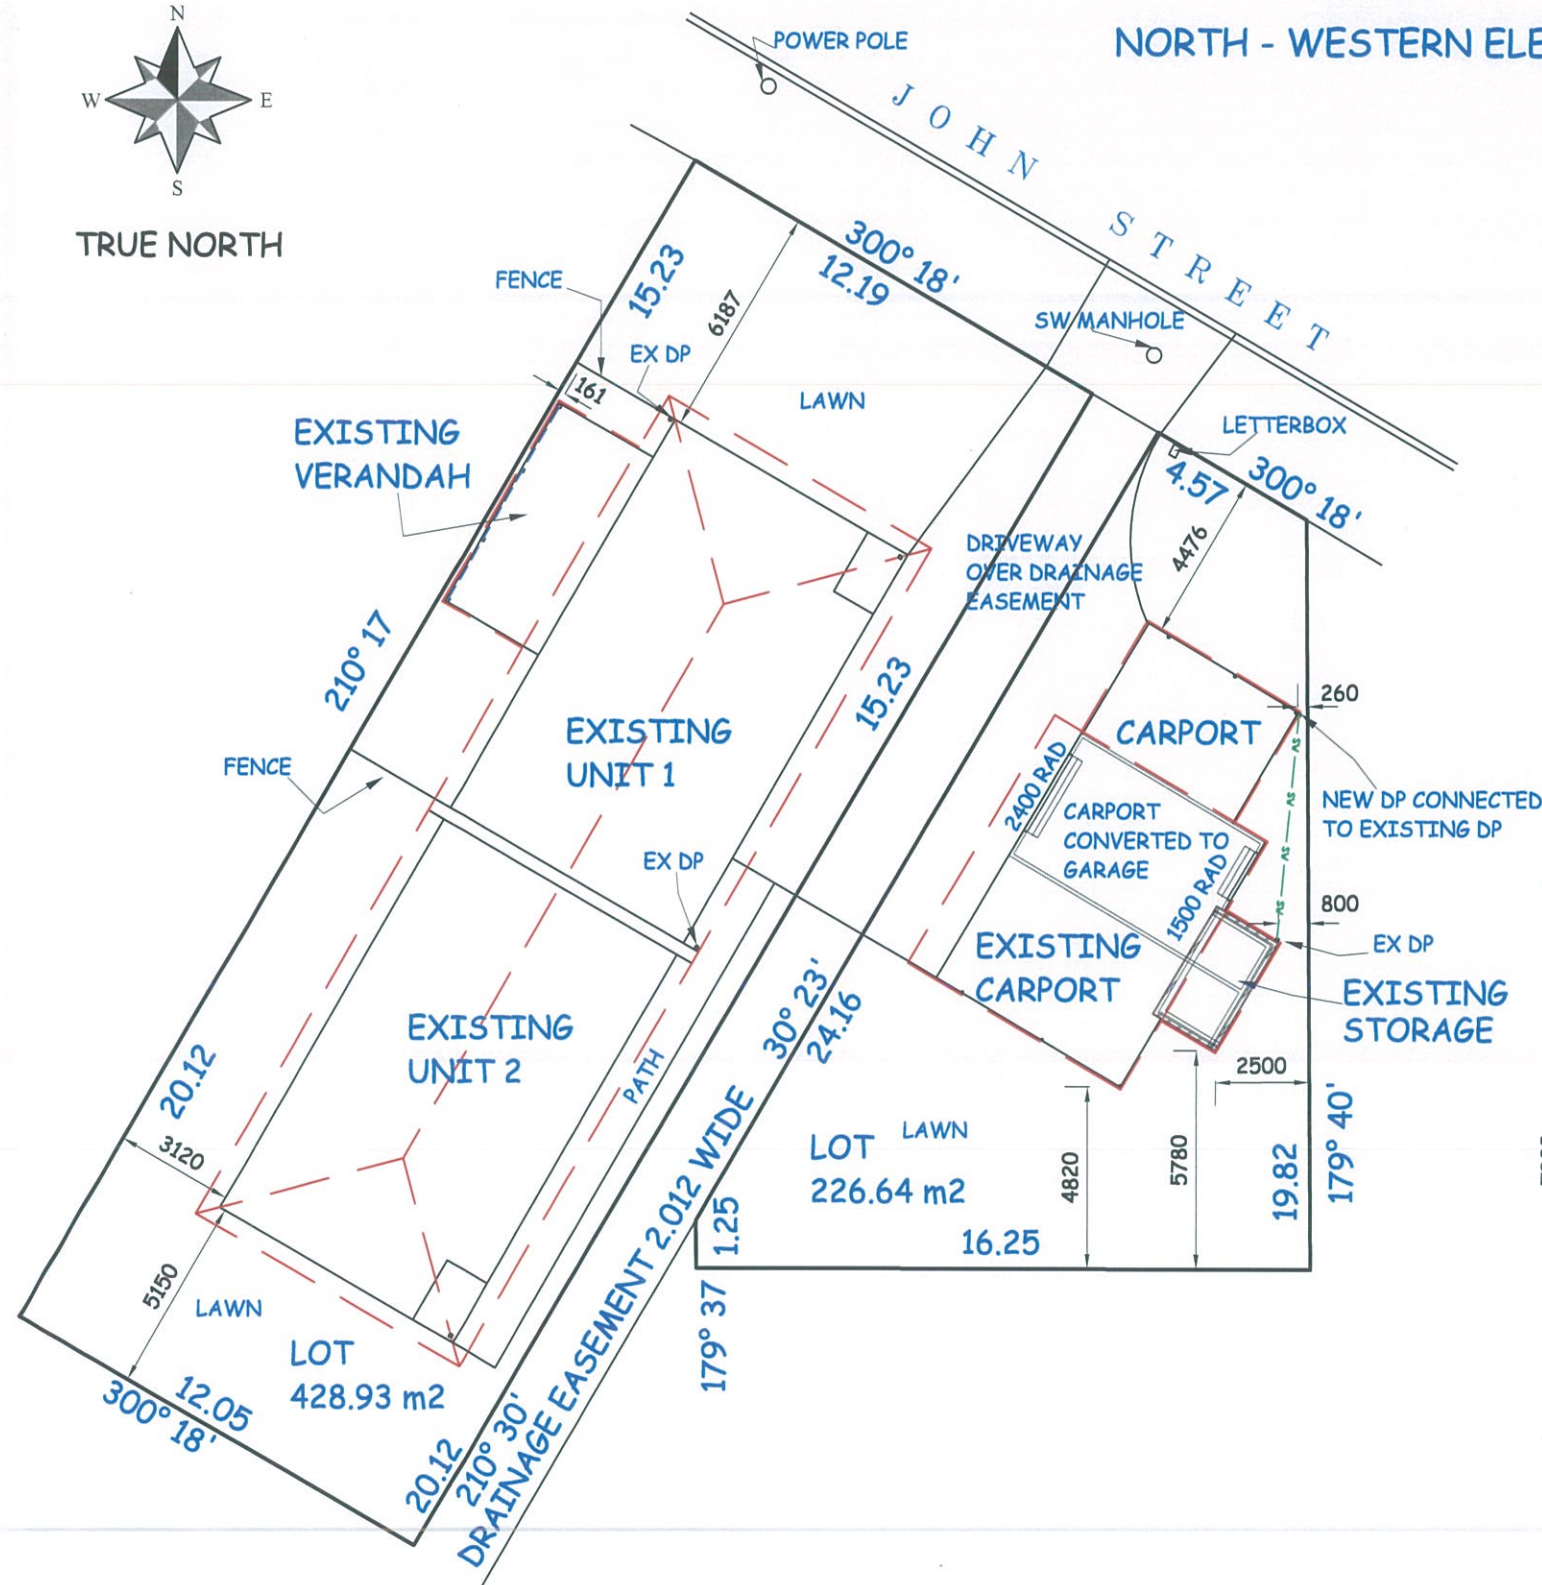 N
W
E
S
TRUE NORTH
POWER POLE
NORTH - WESTERN ELE
JOHN STREET
300° 18'
12.19
15.23
FENCE
6187
SW MANHOLE
EX DP
161
LAWN
LETTERBOX
EXISTING
VERANDAH
4.57
300° 18'
4476
DRIVEWAY
OVER DRAINAGE
EASEMENT
210° 17
15.23
260
EXISTING
UNIT 1
CARPORT
FENCE
2400 RAD
SV
SV
SV
SV
NEW DP CONNECTED
TO EXISTING DP
CARPORT
CONVERTED TO
GARAGE
EX DP
1500 RAD
800
EX DP
EXISTING
CARPORT
EXISTING
STORAGE
30° 23'
24.16
EXISTING
UNIT 2
PATH
2500
20.12
3120
LOT
226.64 m2
LAWN
4820
5780
19.82
179° 40'
1.25
16.25
5150
LAWN
LOT
428.93 m2
179° 37
12.05
300° 18'
20.12
210° 30'
DRAINAGE EASEMENT 2.012 WIDE